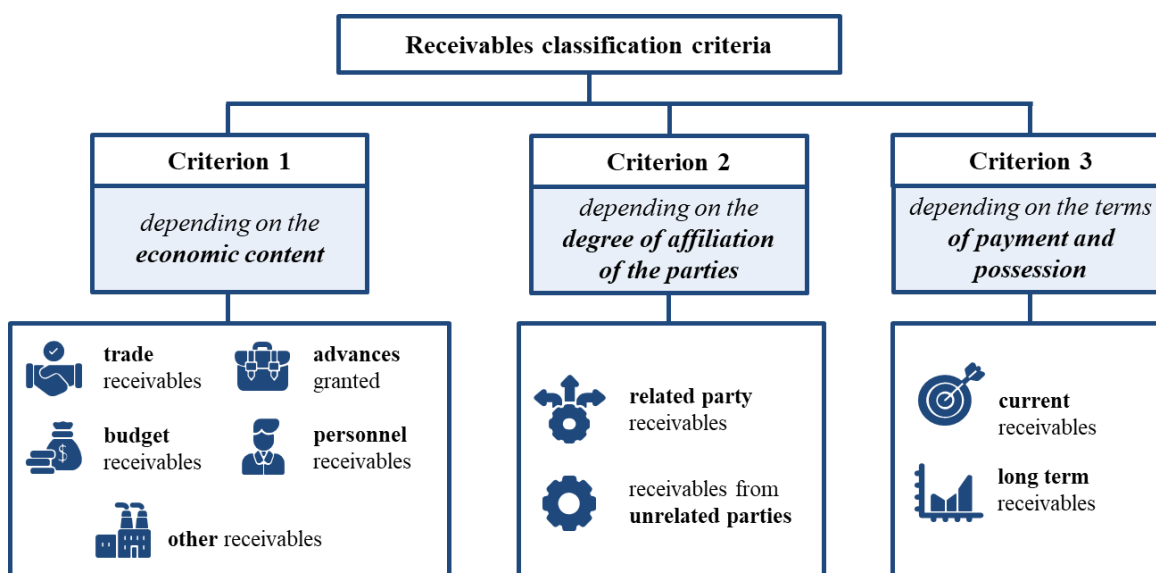 Receivables classification criteria
Criterion 1
depending on the
economic content
trade
receivables
advances
granted
budget
receivables
personnel
receivables
other receivables
Criterion 2
depending on the
degree of affiliation
of the parties
related party
receivables
receivables from
unrelated parties
Criterion 3
depending on the terms
of payment and
possession
current
receivables
long term
receivables
$